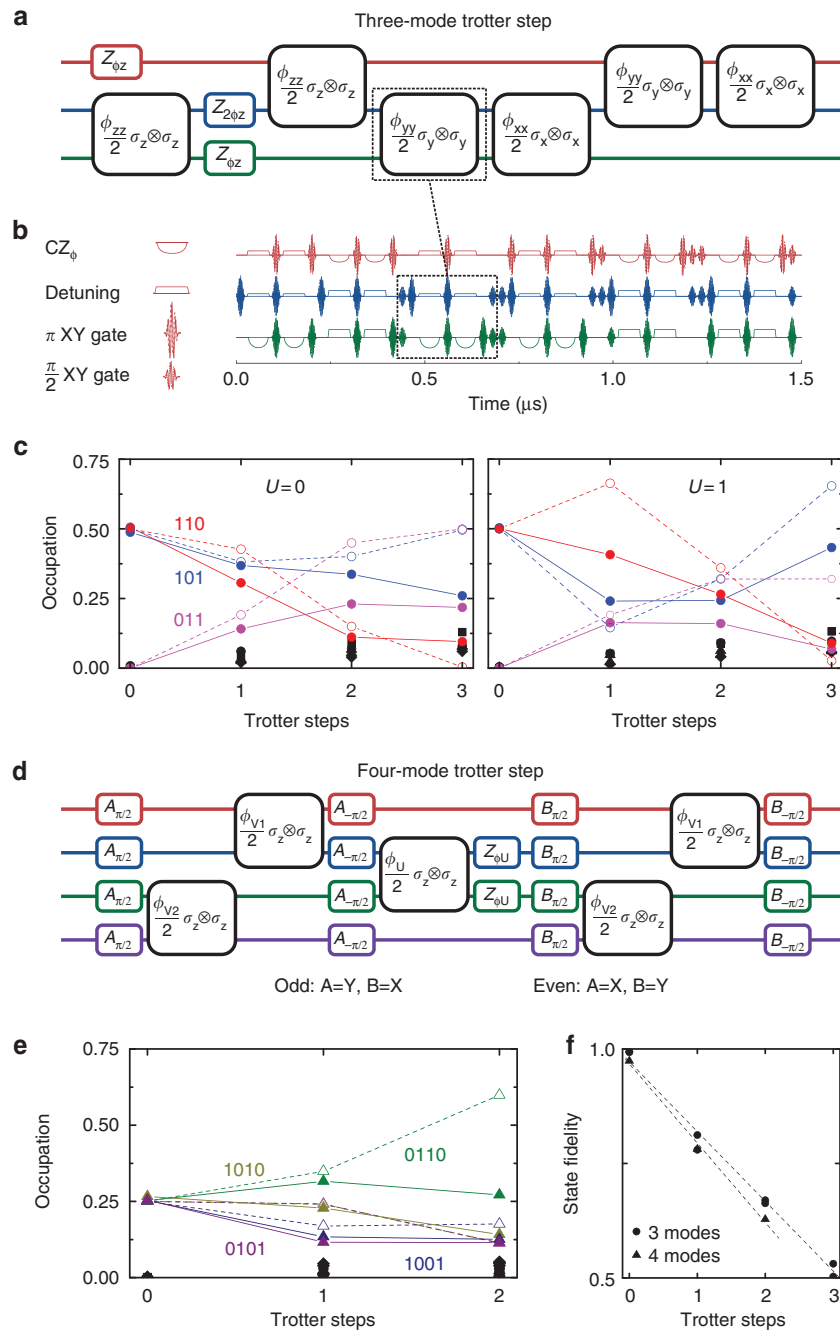 a
Three-mode trotter step
Zϕz
ϕzz/2 σz⊗σz
Z2ϕz
Zϕz
ϕzz/2 σz⊗σz
ϕyy/2 σy⊗σy
ϕxx/2 σx⊗σx
ϕyy/2 σy⊗σy
ϕxx/2 σx⊗σx
b
CZϕ
Detuning
π XY gate
π/2 XY gate
0.0 0.5 1.0 1.5
Time (μs)
c
0.75
0.50
0.25
0.00
Occupation
U = 0
110
101
011
0 1 2 3
Trotter steps
U = 1
0 1 2 3
Trotter steps
d
Four-mode trotter step
Aπ/2 ϕV1/2 σz⊗σz A−π/2 Bπ/2 ϕV1/2 σz⊗σz B−π/2
Aπ/2 A−π/2 ϕU/2 σz⊗σz ZϕU Bπ/2 B−π/2
Aπ/2 ϕV2/2 σz⊗σz A−π/2 ZϕU Bπ/2 ϕV2/2 σz⊗σz B−π/2
Aπ/2 A−π/2 Bπ/2 B−π/2
Odd: A=Y, B=X
Even: A=X, B=Y
e
0.75
0.50
0.25
0.00
Occupation
1010
0110
0101
1001
0 1 2
Trotter steps
f
1.0
0.5
State fidelity
3 modes
4 modes
0 1 2 3
Trotter steps